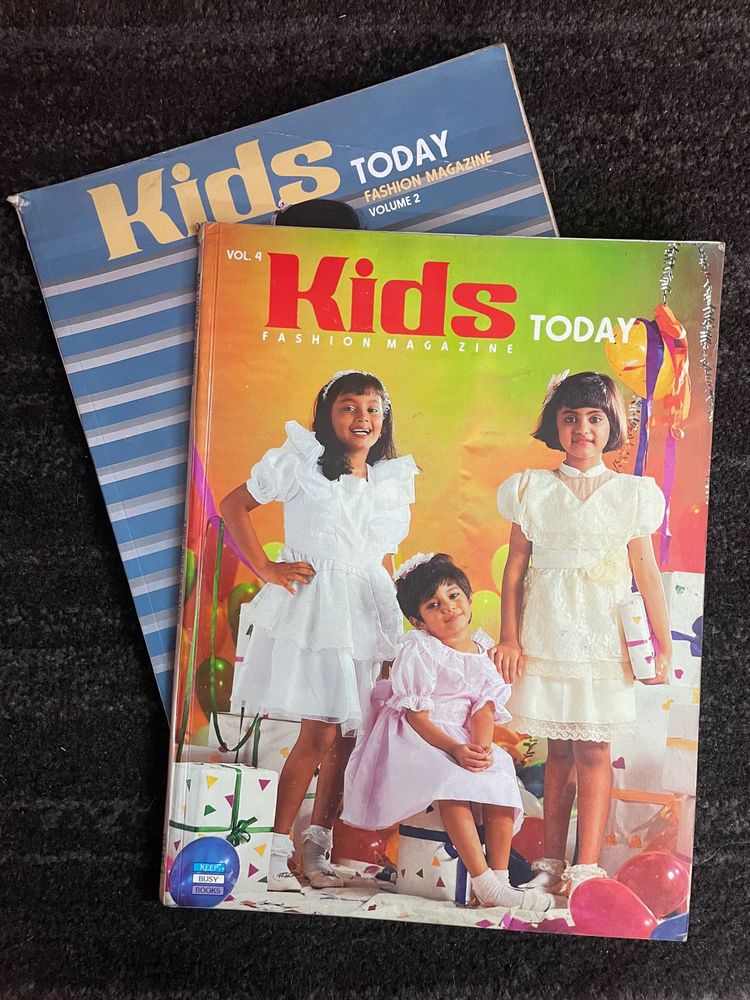 Kids TODAY
FASHION MAGAZINE
VOLUME 2
VOL. 4
Kids TODAY
FASHION MAGAZINE
KEEP
BUSY
BOOKS